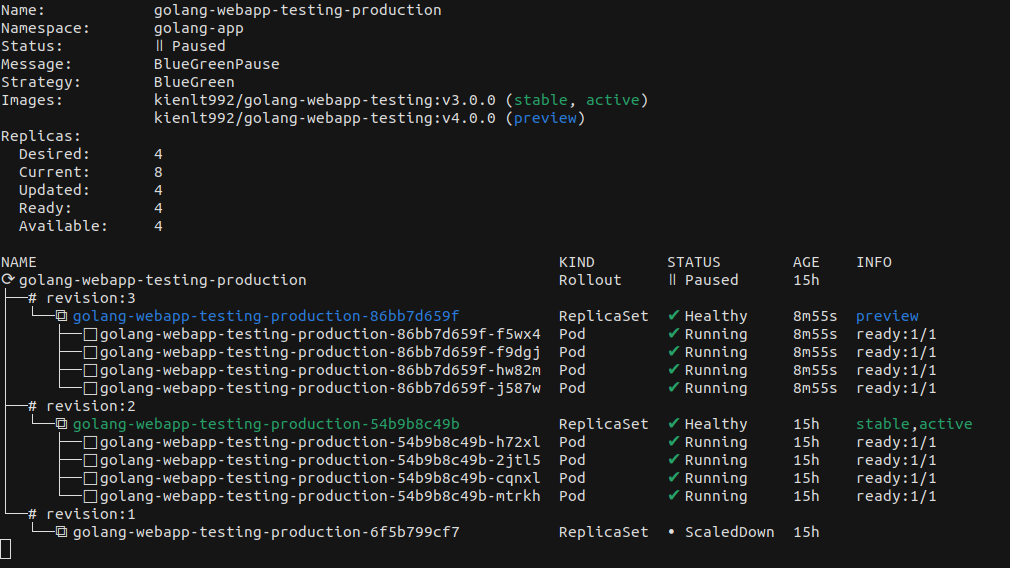 Name:            golang-webapp-testing-production
Namespace:       golang-app
Status:          ॥ Paused
Message:         BlueGreenPause
Strategy:        BlueGreen
Images:          kienlt992/golang-webapp-testing:v3.0.0 (stable, active)
                 kienlt992/golang-webapp-testing:v4.0.0 (preview)
Replicas:
  Desired:       4
  Current:       8
  Updated:       4
  Ready:         4
  Available:     4
NAME                                                          KIND        STATUS        AGE    INFO
⟳ golang-webapp-testing-production                            Rollout     ॥ Paused      15h
├──# revision:3
│  └──⧉ golang-webapp-testing-production-86bb7d659f           ReplicaSet  ✔ Healthy     8m55s  preview
│     ├──□ golang-webapp-testing-production-86bb7d659f-f5wx4  Pod         ✔ Running     8m55s  ready:1/1
│     ├──□ golang-webapp-testing-production-86bb7d659f-f9dgj  Pod         ✔ Running     8m55s  ready:1/1
│     ├──□ golang-webapp-testing-production-86bb7d659f-hw82m  Pod         ✔ Running     8m55s  ready:1/1
│     └──□ golang-webapp-testing-production-86bb7d659f-j587w  Pod         ✔ Running     8m55s  ready:1/1
├──# revision:2
│  └──⧉ golang-webapp-testing-production-54b9b8c49b           ReplicaSet  ✔ Healthy     15h    stable,active
│     ├──□ golang-webapp-testing-production-54b9b8c49b-h72xl  Pod         ✔ Running     15h    ready:1/1
│     ├──□ golang-webapp-testing-production-54b9b8c49b-2jtl5  Pod         ✔ Running     15h    ready:1/1
│     ├──□ golang-webapp-testing-production-54b9b8c49b-cqnxl  Pod         ✔ Running     15h    ready:1/1
│     └──□ golang-webapp-testing-production-54b9b8c49b-mtrkh  Pod         ✔ Running     15h    ready:1/1
└──# revision:1
   └──⧉ golang-webapp-testing-production-6f5b799cf7           ReplicaSet  • ScaledDown  15h